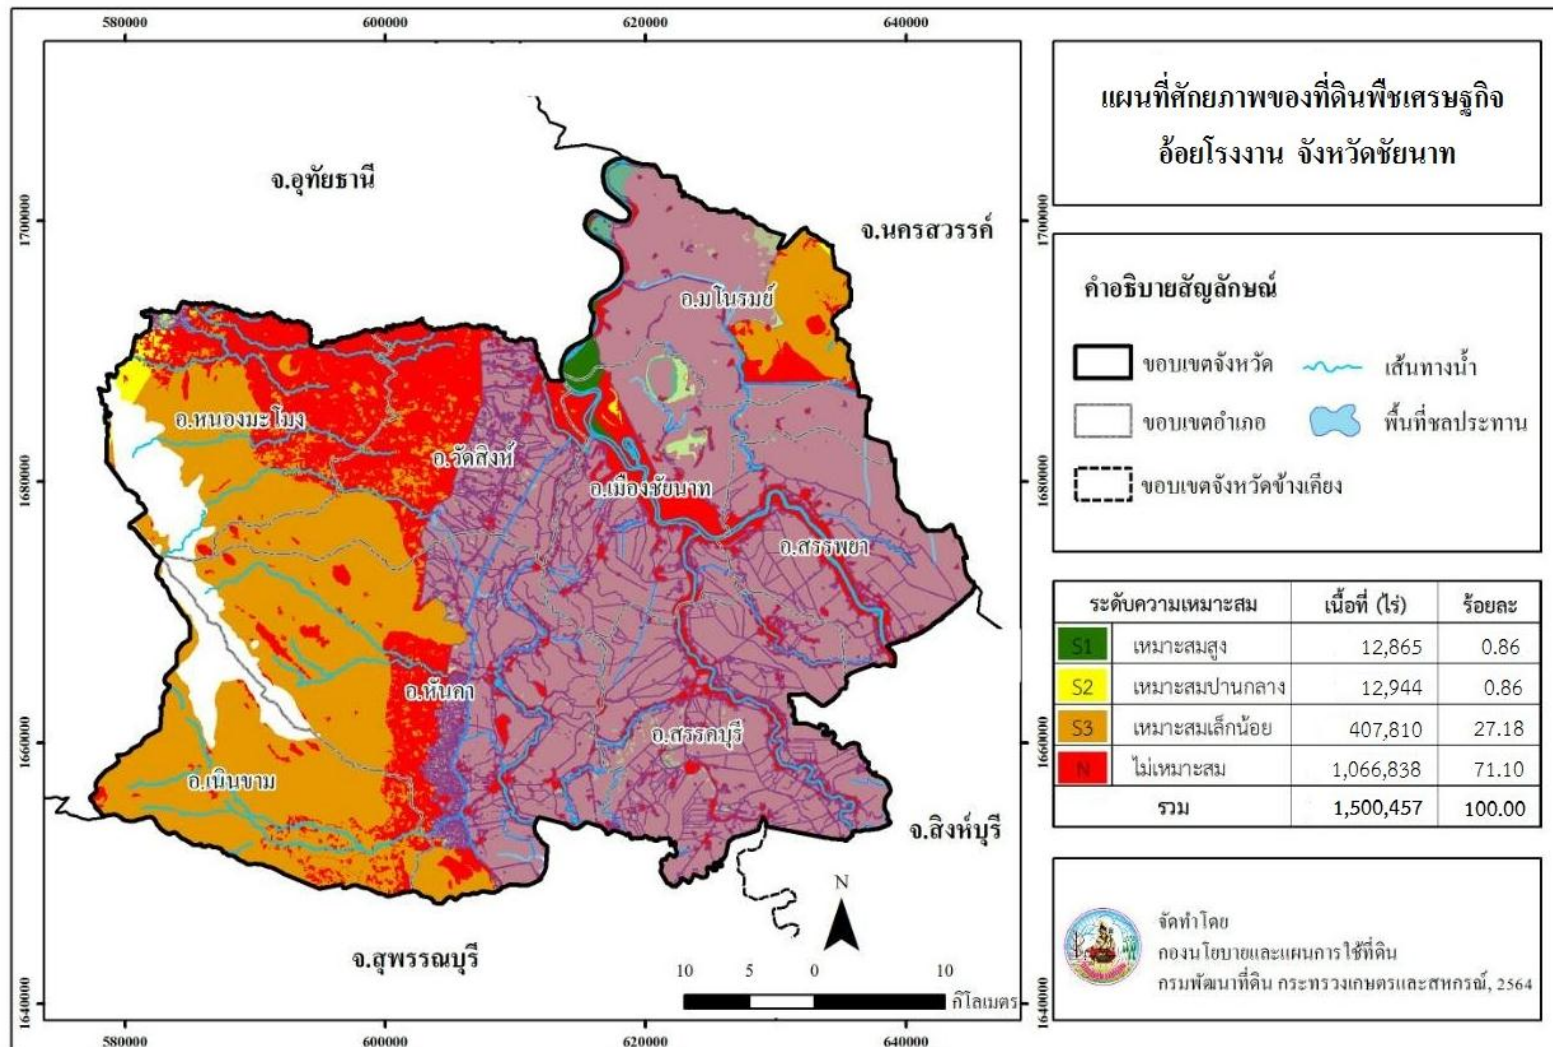 580000 600000 620000 640000
แผนที่ศักยภาพของที่ดินพืชเศรษฐกิจ
อ้อยโรงงาน จังหวัดชัยนาท
จ.อุทัยธานี
1700000
จ.นครสวรรค์
1700000
อ.มโนรมย์
คำอธิบายสัญลักษณ์
ขอบเขตจังหวัด
เส้นทางน้ำ
ขอบเขตอำเภอ
พื้นที่ชลประทาน
ขอบเขตจังหวัดข้างเคียง
อ.หนองมะโมง
อ.วัดสิงห์
1680000
อ.เมืองชัยนาท
1680000
อ.สรรพยา
ระดับความเหมาะสม เนื้อที่ (ไร่) ร้อยละ
S1 เหมาะสมสูง 12,865 0.86
S2 เหมาะสมปานกลาง 12,944 0.86
S3 เหมาะสมเล็กน้อย 407,810 27.18
N ไม่เหมาะสม 1,066,838 71.10
รวม 1,500,457 100.00
อ.หันคา
1660000
อ.สรรคบุรี
1660000
อ.เนินขาม
จ.สิงห์บุรี
N
จ.สุพรรณบุรี
10 5 0 10
กิโลเมตร
1640000
1640000
580000 600000 620000 640000
จัดทำโดย
กองนโยบายและแผนการใช้ที่ดิน
กรมพัฒนาที่ดิน กระทรวงเกษตรและสหกรณ์, 2564